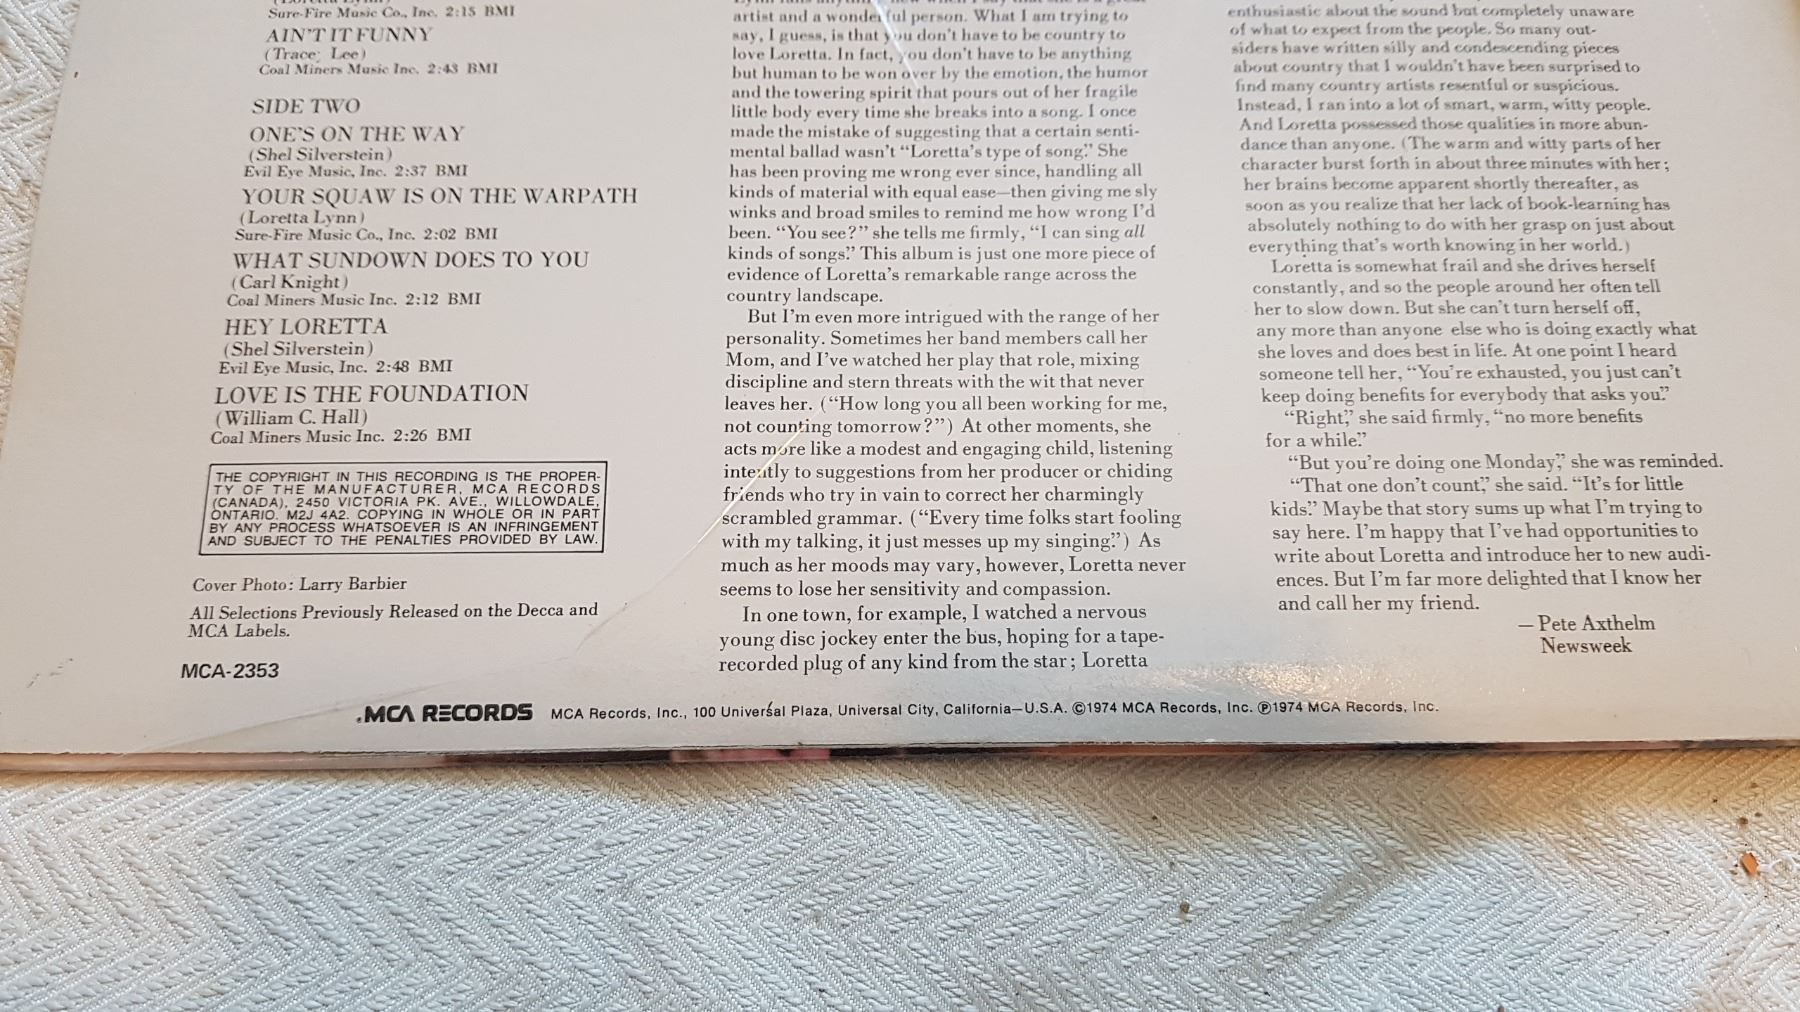 Sure-Fire Music Co., Inc. 2:15 BMI
AIN'T IT FUNNY
(Trace Lee)
Coal Miners Music Inc. 2:43 BMI
SIDE TWO
ONE'S ON THE WAY
(Shel Silverstein)
Evil Eye Music, Inc. 2:37 BMI
YOUR SQUAW IS ON THE WARPATH
(Loretta Lynn)
Sure-Fire Music Co., Inc. 2:02 BMI
WHAT SUNDOWN DOES TO YOU
(Carl Knight)
Coal Miners Music Inc. 2:12 BMI
HEY LORETTA
(Shel Silverstein)
Evil Eye Music, Inc. 2:48 BMI
LOVE IS THE FOUNDATION
(William C. Hall)
Coal Miners Music Inc. 2:26 BMI
THE COPYRIGHT IN THIS RECORDING IS THE PROPER-
TY OF THE MANUFACTURER, MCA RECORDS
(CANADA), 2450 VICTORIA PK. AVE., WILLOWDALE,
ONTARIO. M2J 4A2. COPYING IN WHOLE OR IN PART
BY ANY PROCESS WHATSOEVER IS AN INFRINGEMENT
AND SUBJECT TO THE PENALTIES PROVIDED BY LAW.
Cover Photo: Larry Barbier
All Selections Previously Released on the Decca and
MCA Labels.
MCA-2353
artist and a wonderful person. What I am trying to
say, I guess, is that you don't have to be country to
love Loretta. In fact, you don't have to be anything
but human to be won over by the emotion, the humor
and the towering spirit that pours out of her fragile
little body every time she breaks into a song. I once
made the mistake of suggesting that a certain senti-
mental ballad wasn't "Loretta's type of song." She
has been proving me wrong ever since, handling all
kinds of material with equal ease—then giving me sly
winks and broad smiles to remind me how wrong I'd
been. "You see?" she tells me firmly, "I can sing all
kinds of songs." This album is just one more piece of
evidence of Loretta's remarkable range across the
country landscape.
But I'm even more intrigued with the range of her
personality. Sometimes her band members call her
Mom, and I've watched her play that role, mixing
discipline and stern threats with the wit that never
leaves her. ("How long you all been working for me,
not counting tomorrow?") At other moments, she
acts more like a modest and engaging child, listening
intently to suggestions from her producer or chiding
friends who try in vain to correct her charmingly
scrambled grammar. ("Every time folks start fooling
with my talking, it just messes up my singing.") As
much as her moods may vary, however, Loretta never
seems to lose her sensitivity and compassion.
In one town, for example, I watched a nervous
young disc jockey enter the bus, hoping for a tape-
recorded plug of any kind from the star; Loretta
enthusiastic about the sound but completely unaware
of what to expect from the people. So many out-
siders have written silly and condescending pieces
about country that I wouldn't have been surprised to
find many country artists resentful or suspicious.
Instead, I ran into a lot of smart, warm, witty people.
And Loretta possessed those qualities in more abun-
dance than anyone. (The warm and witty parts of her
character burst forth in about three minutes with her;
her brains become apparent shortly thereafter, as
soon as you realize that her lack of book-learning has
absolutely nothing to do with her grasp on just about
everything that's worth knowing in her world.)
Loretta is somewhat frail and she drives herself
constantly, and so the people around her often tell
her to slow down. But she can't turn herself off,
any more than anyone else who is doing exactly what
she loves and does best in life. At one point I heard
someone tell her, "You're exhausted, you just can't
keep doing benefits for everybody that asks you."
"Right," she said firmly, "no more benefits
for a while."
"But you're doing one Monday," she was reminded.
"That one don't count," she said. "It's for little
kids." Maybe that story sums up what I'm trying to
say here. I'm happy that I've had opportunities to
write about Loretta and introduce her to new audi-
ences. But I'm far more delighted that I know her
and call her my friend.
— Pete Axthelm
Newsweek
MCA RECORDS MCA Records, Inc., 100 Universal Plaza, Universal City, California—U.S.A. ©1974 MCA Records, Inc. ℗1974 MCA Records, Inc.